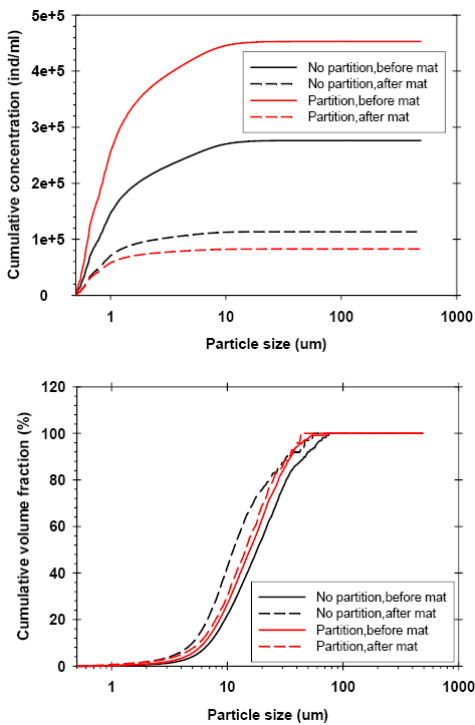 5e+5
4e+5
3e+5
2e+5
1e+5
0
Cumulative concentration (ind/ml)
No partition,before mat
No partition,after mat
Partition,before mat
Partition,after mat
1 10 100 1000
Particle size (um)
120
100
80
60
40
20
0
Cumulative volume fraction (%)
No partition,before mat
No partition,after mat
Partition,before mat
Partition,after mat
1 10 100 1000
Particle size (um)